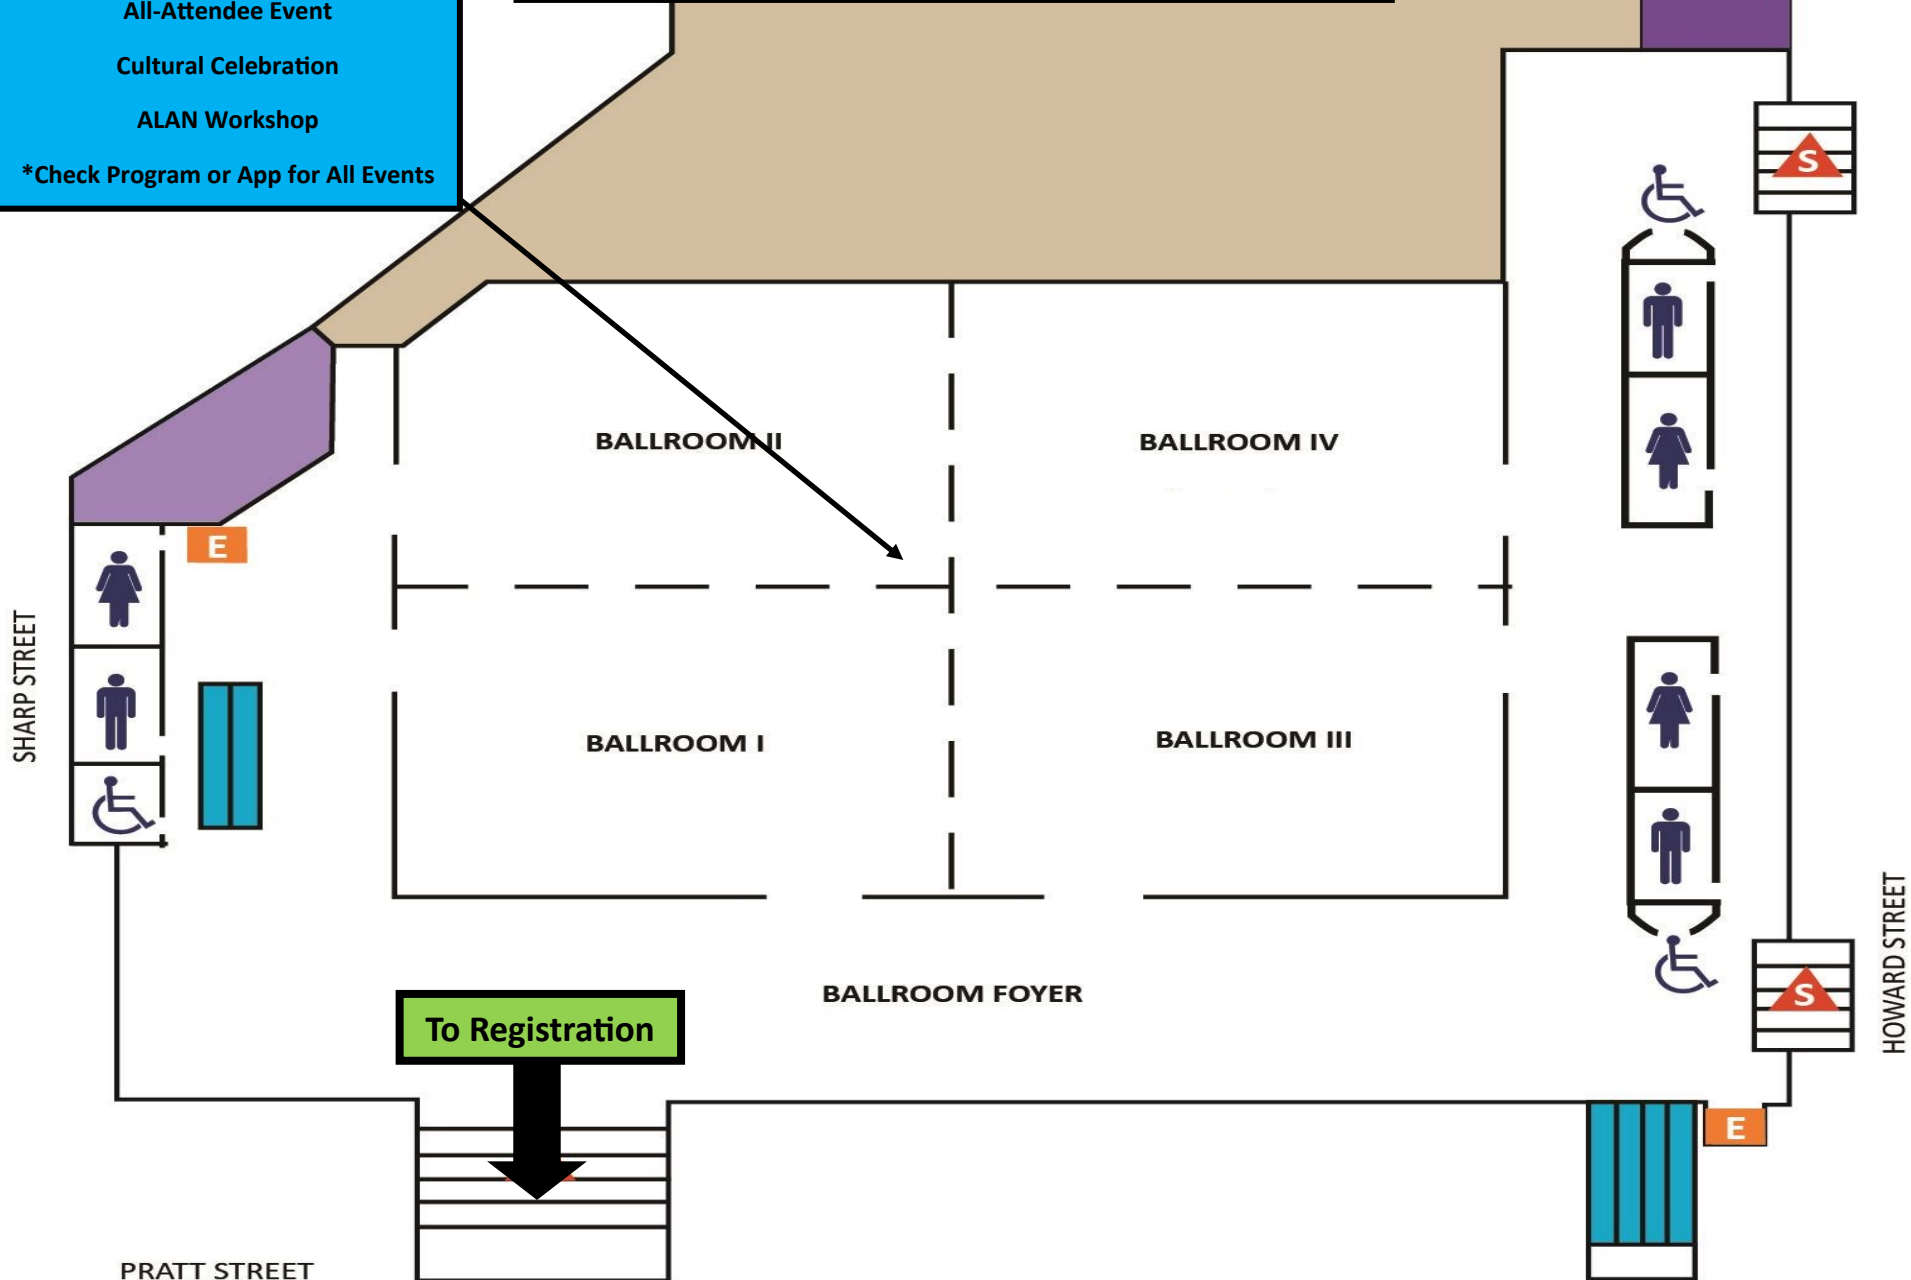 All-Attendee Event
Cultural Celebration
ALAN Workshop
*Check Program or App for All Events
S
BALLROOM II
BALLROOM IV
E
SHARP STREET
BALLROOM I
BALLROOM III
HOWARD STREET
S
BALLROOM FOYER
To Registration
E
PRATT STREET